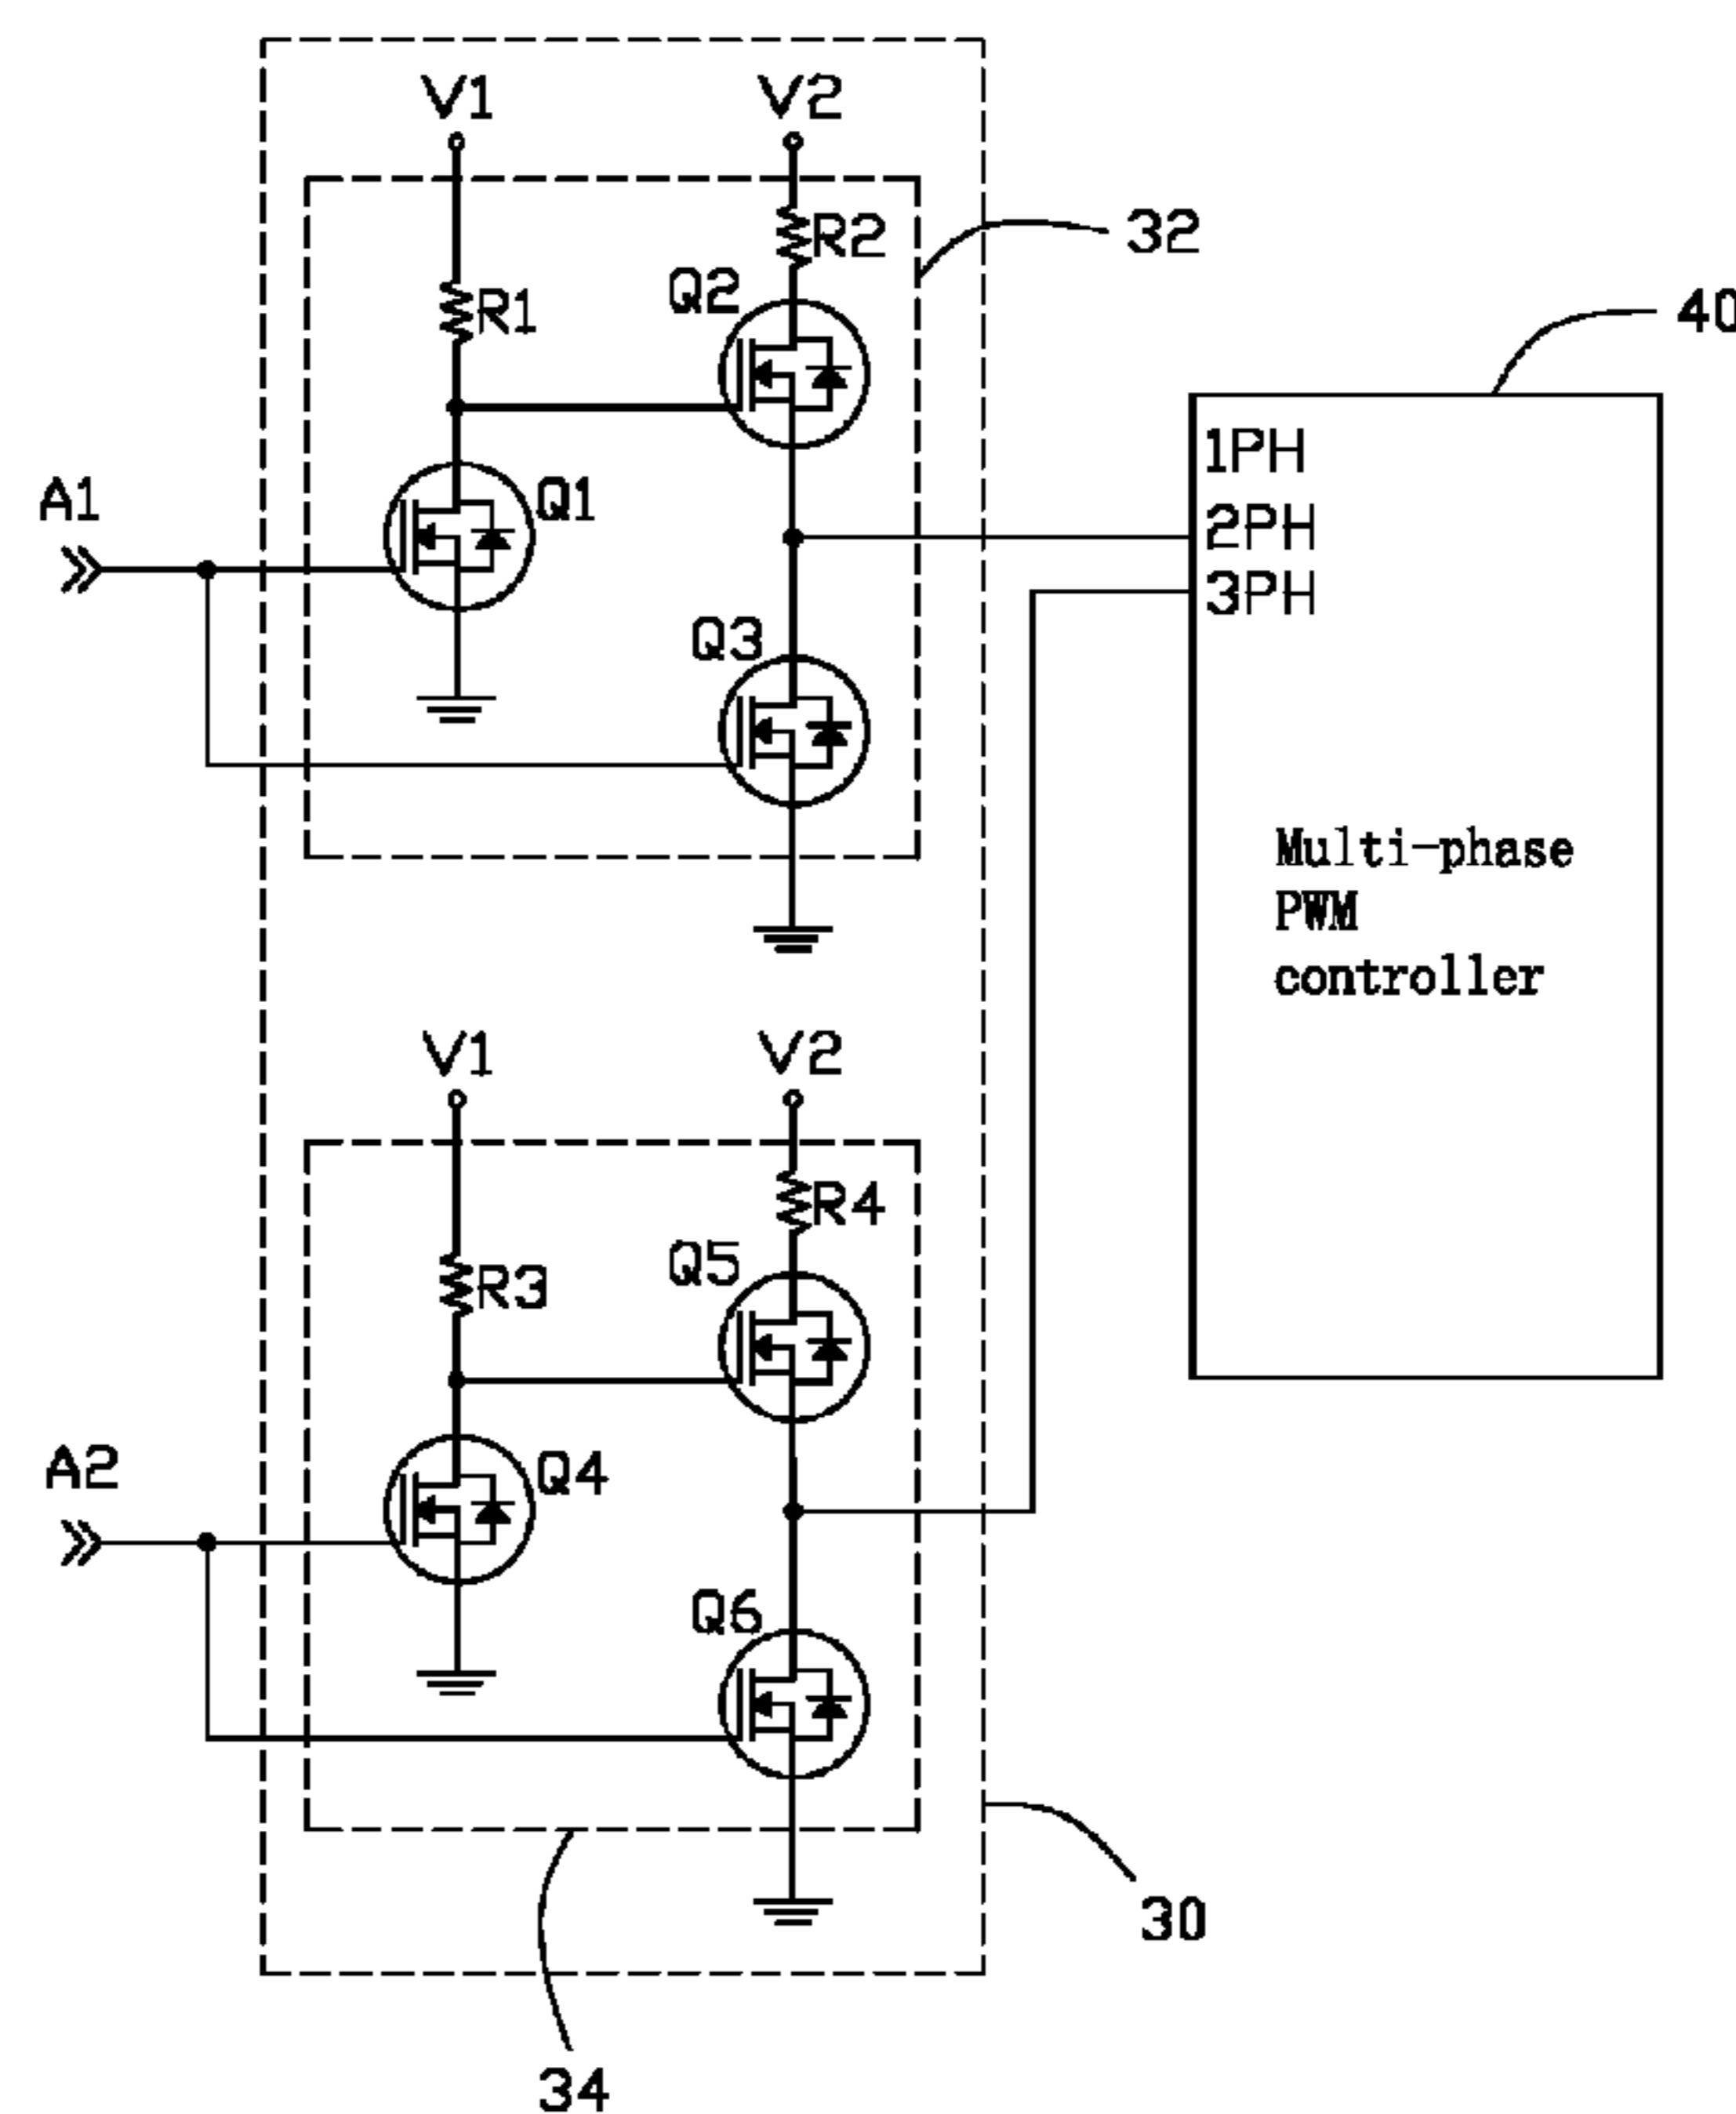 V1 V2
R2
32
Q2
R1
40
1PH
A1
Q1
2PH
3PH
Q3
Multi-phase
PWM
controller
V1 V2
R4
Q5
R3
A2
Q4
Q6
30
34